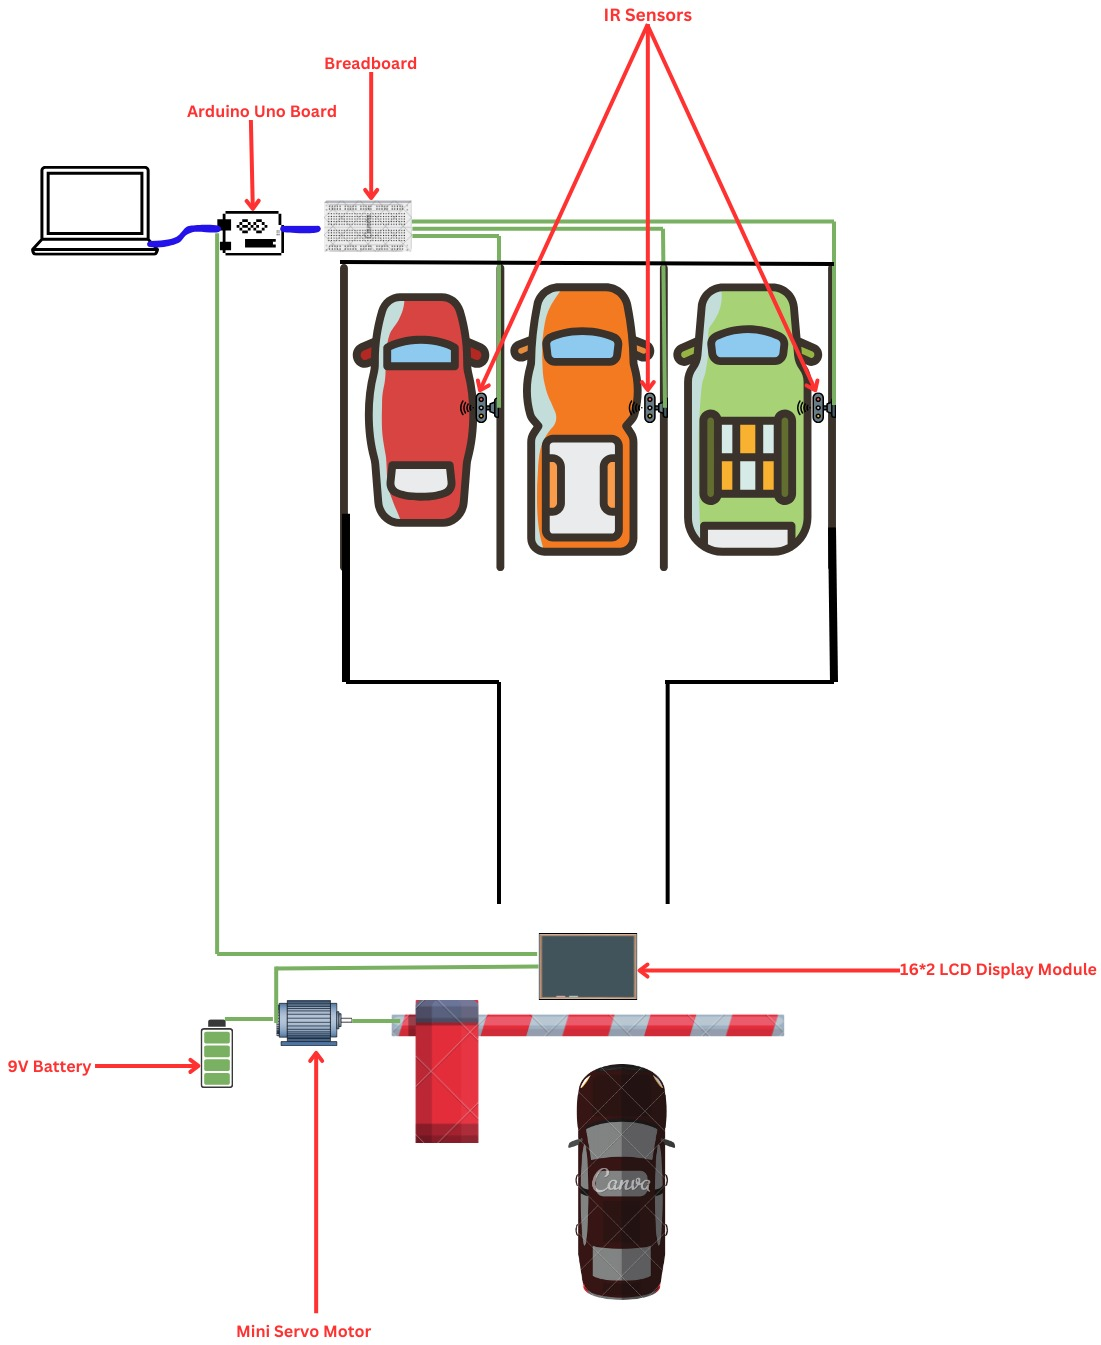 IR Sensors
Breadboard
Arduino Uno Board
16*2 LCD Display Module
9V Battery
Canva
Mini Servo Motor